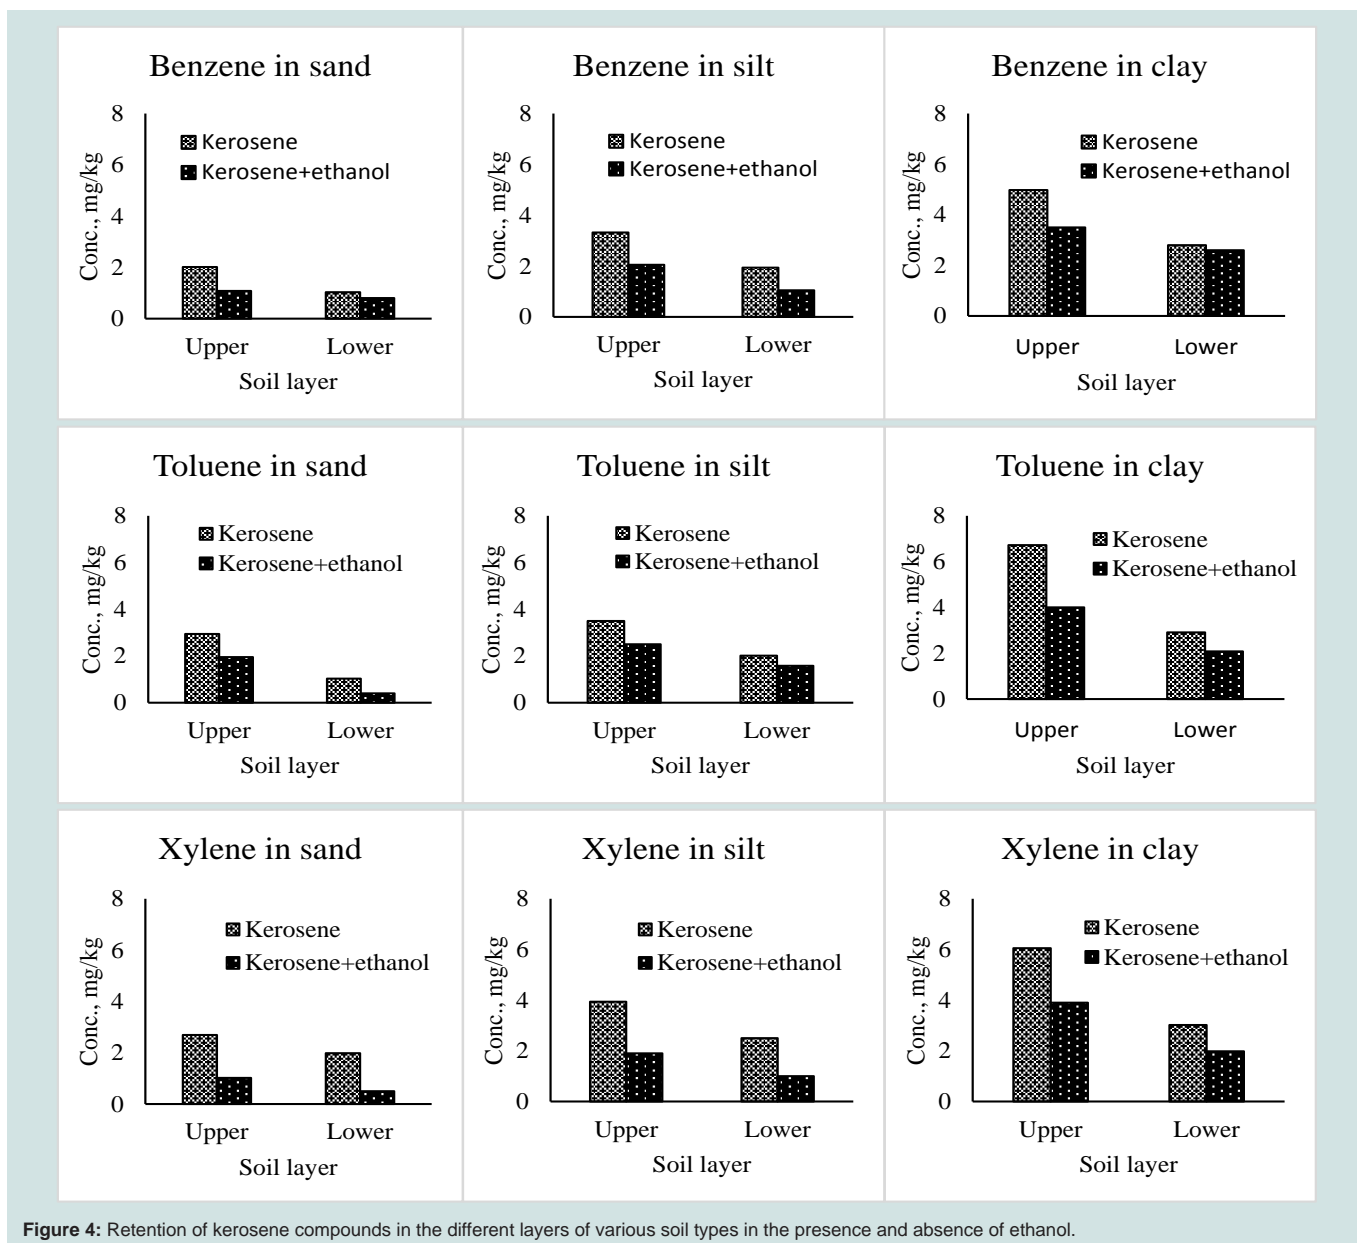 Benzene in sand
8
6
4
2
0
Conc., mg/kg
Kerosene
Kerosene+ethanol
Upper Lower
Soil layer
Benzene in silt
8
6
4
2
0
Conc., mg/kg
Kerosene
Kerosene+ethanol
Upper Lower
Soil layer
Benzene in clay
8
6
4
2
0
Conc., mg/kg
Kerosene
Kerosene+ethanol
Upper Lower
Soil layer
Toluene in sand
8
6
4
2
0
Conc., mg/kg
Kerosene
Kerosene+ethanol
Upper Lower
Soil layer
Toluene in silt
8
6
4
2
0
Conc., mg/kg
Kerosene
Kerosene+ethanol
Upper Lower
Soil layer
Toluene in clay
8
6
4
2
0
Conc., mg/kg
Kerosene
Kerosene+ethanol
Upper Lower
Soil layer
Xylene in sand
8
6
4
2
0
Conc., mg/kg
Kerosene
Kerosene+ethanol
Upper Lower
Soil layer
Xylene in silt
8
6
4
2
0
Conc., mg/kg
Kerosene
Kerosene+ethanol
Upper Lower
Soil layer
Xylene in clay
8
6
4
2
0
Conc., mg/kg
Kerosene
Kerosene+ethanol
Upper Lower
Soil layer
Figure 4: Retention of kerosene compounds in the different layers of various soil types in the presence and absence of ethanol.